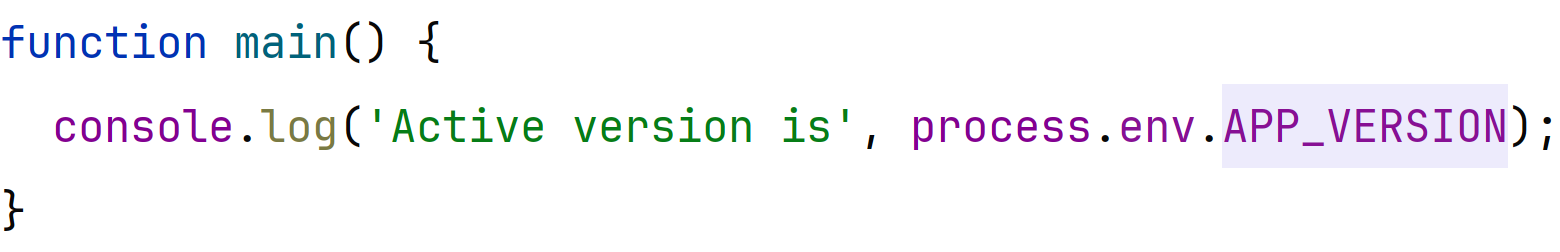 function main() {
  console.log('Active version is', process.env.APP_VERSION);
}